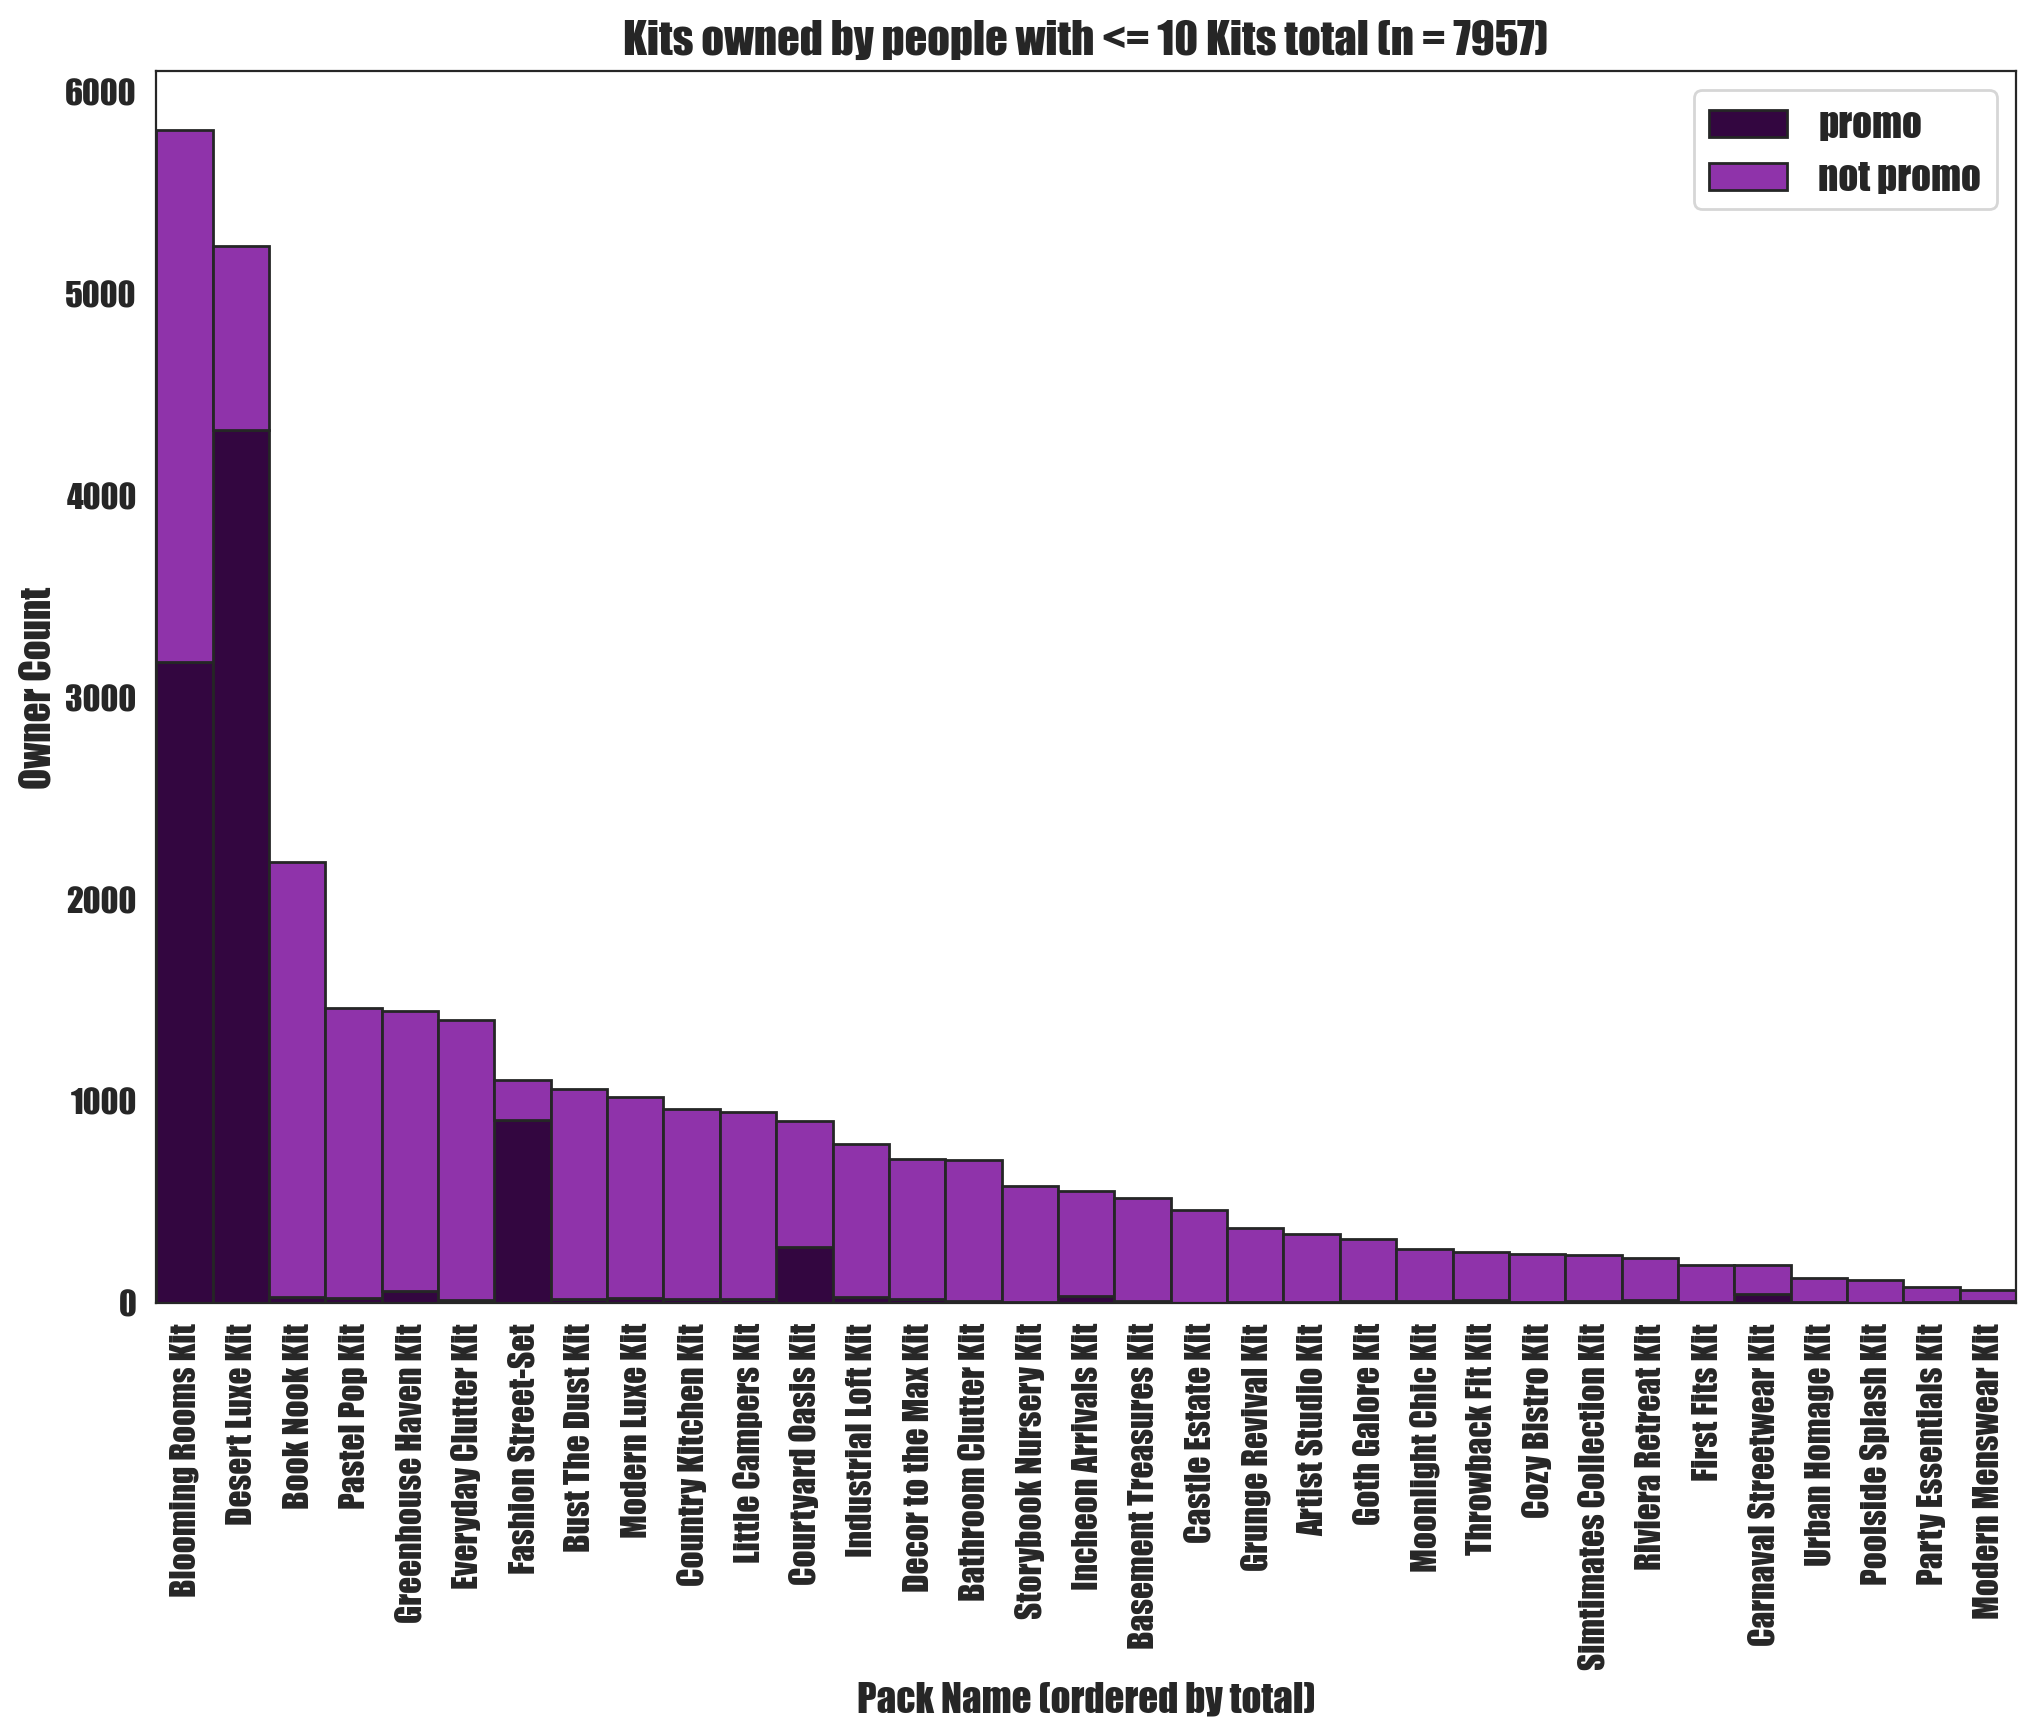 Kits owned by people with <= 10 Kits total (n = 7957)
promo
not promo
6000
5000
4000
3000
2000
1000
0
Owner Count
Blooming Rooms Kit
Desert Luxe Kit
Book Nook Kit
Pastel Pop Kit
Greenhouse Haven Kit
Everyday Clutter Kit
Fashion Street-Set
Bust The Dust Kit
Modern Luxe Kit
Country Kitchen Kit
Little Campers Kit
Courtyard Oasis Kit
Industrial Loft Kit
Decor to the Max Kit
Bathroom Clutter Kit
Storybook Nursery Kit
Incheon Arrivals Kit
Basement Treasures Kit
Castle Estate Kit
Grunge Revival Kit
Artist Studio Kit
Goth Galore Kit
Moonlight Chic Kit
Throwback Fit Kit
Cozy Bistro Kit
Simtimates Collection Kit
Riviera Retreat Kit
First Fits Kit
Carnaval Streetwear Kit
Urban Homage Kit
Poolside Splash Kit
Party Essentials Kit
Modern Menswear Kit
Pack Name (ordered by total)